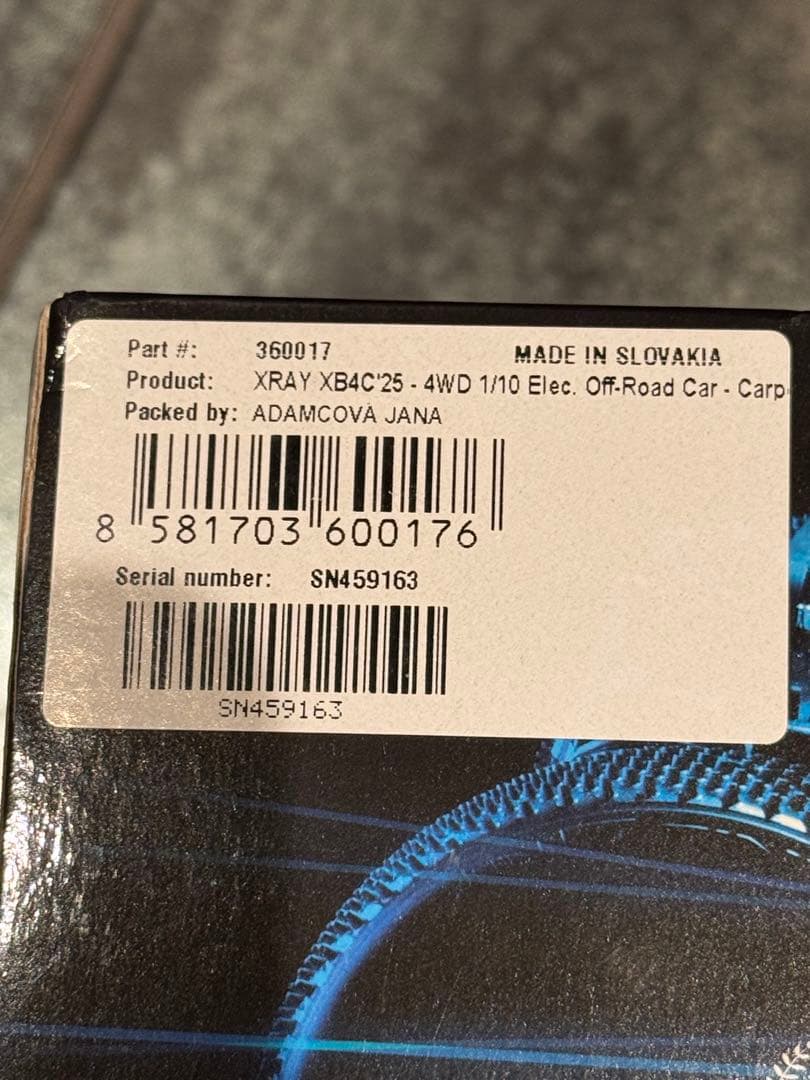 Part #: 360017 MADE IN SLOVAKIA
Product: XRAY XB4C'25 - 4WD 1/10 Elec. Off-Road Car - Carp
Packed by: ADAMCOVA JANA
8 581703 600176
Serial number: SN459163
SN459163